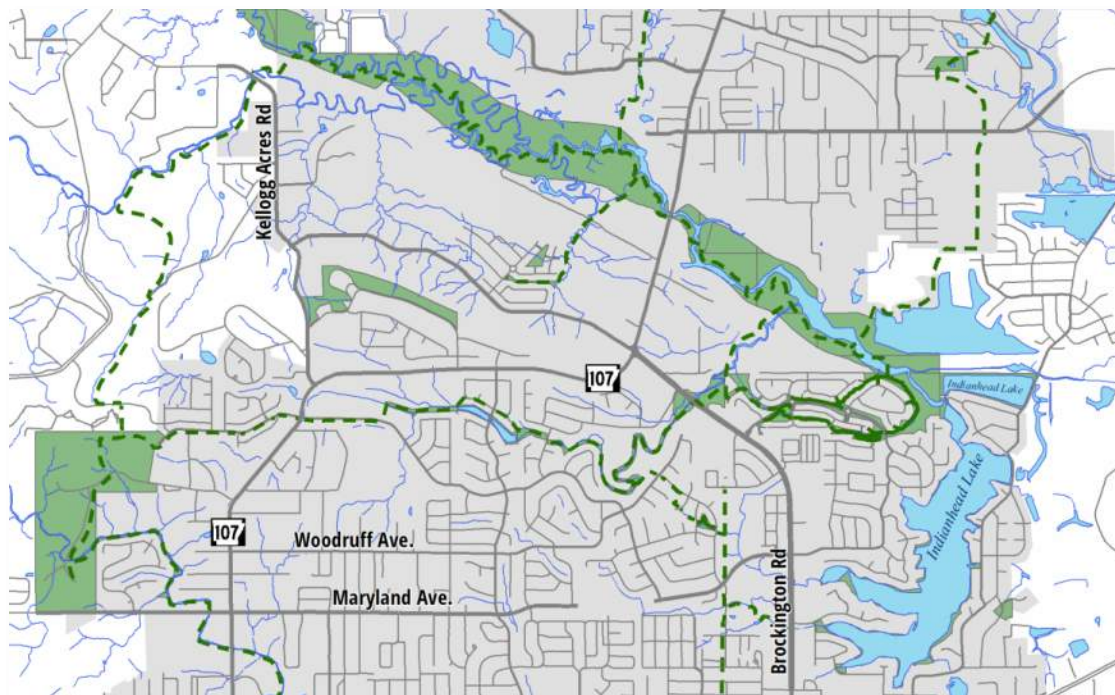 Kellogg Acres Rd
107
Indianhead Lake
Indianhead Lake
107
Woodruff Ave.
Maryland Ave.
Brockington Rd